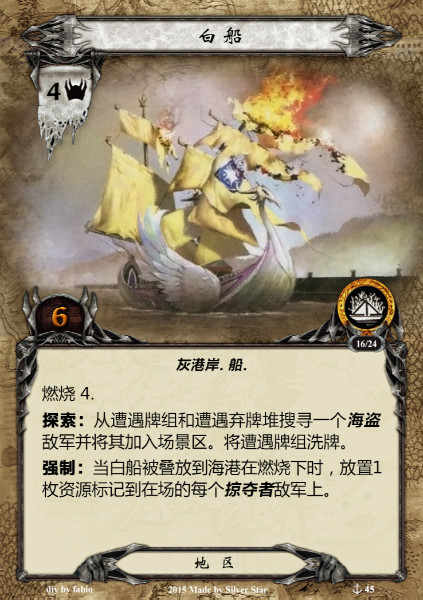 白船
4
6
16/24
灰港岸. 船.
燃烧 4.
探索：从遭遇牌组和遭遇弃牌堆搜寻一个海盗
敌军并将其加入场景区。将遭遇牌组洗牌。
强制：当白船被叠放到海港在燃烧下时，放置1
枚资源标记到在场的每个掠夺者敌军上。
地区
diy by fabio
2015 Made by Silver Star
45